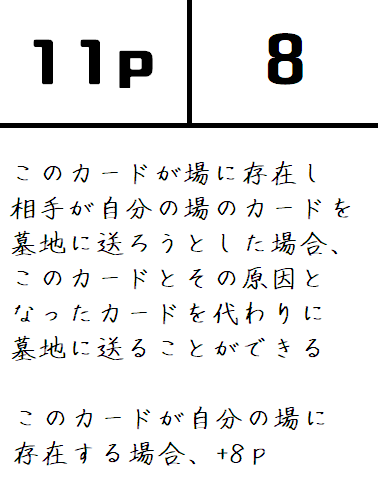 11p
8
このカードが場に存在し
相手が自分の場のカードを
墓地に送ろうとした場合、
このカードとその原因と
なったカードを代わりに
墓地に送ることができる
このカードが自分の場に
存在する場合、+8p